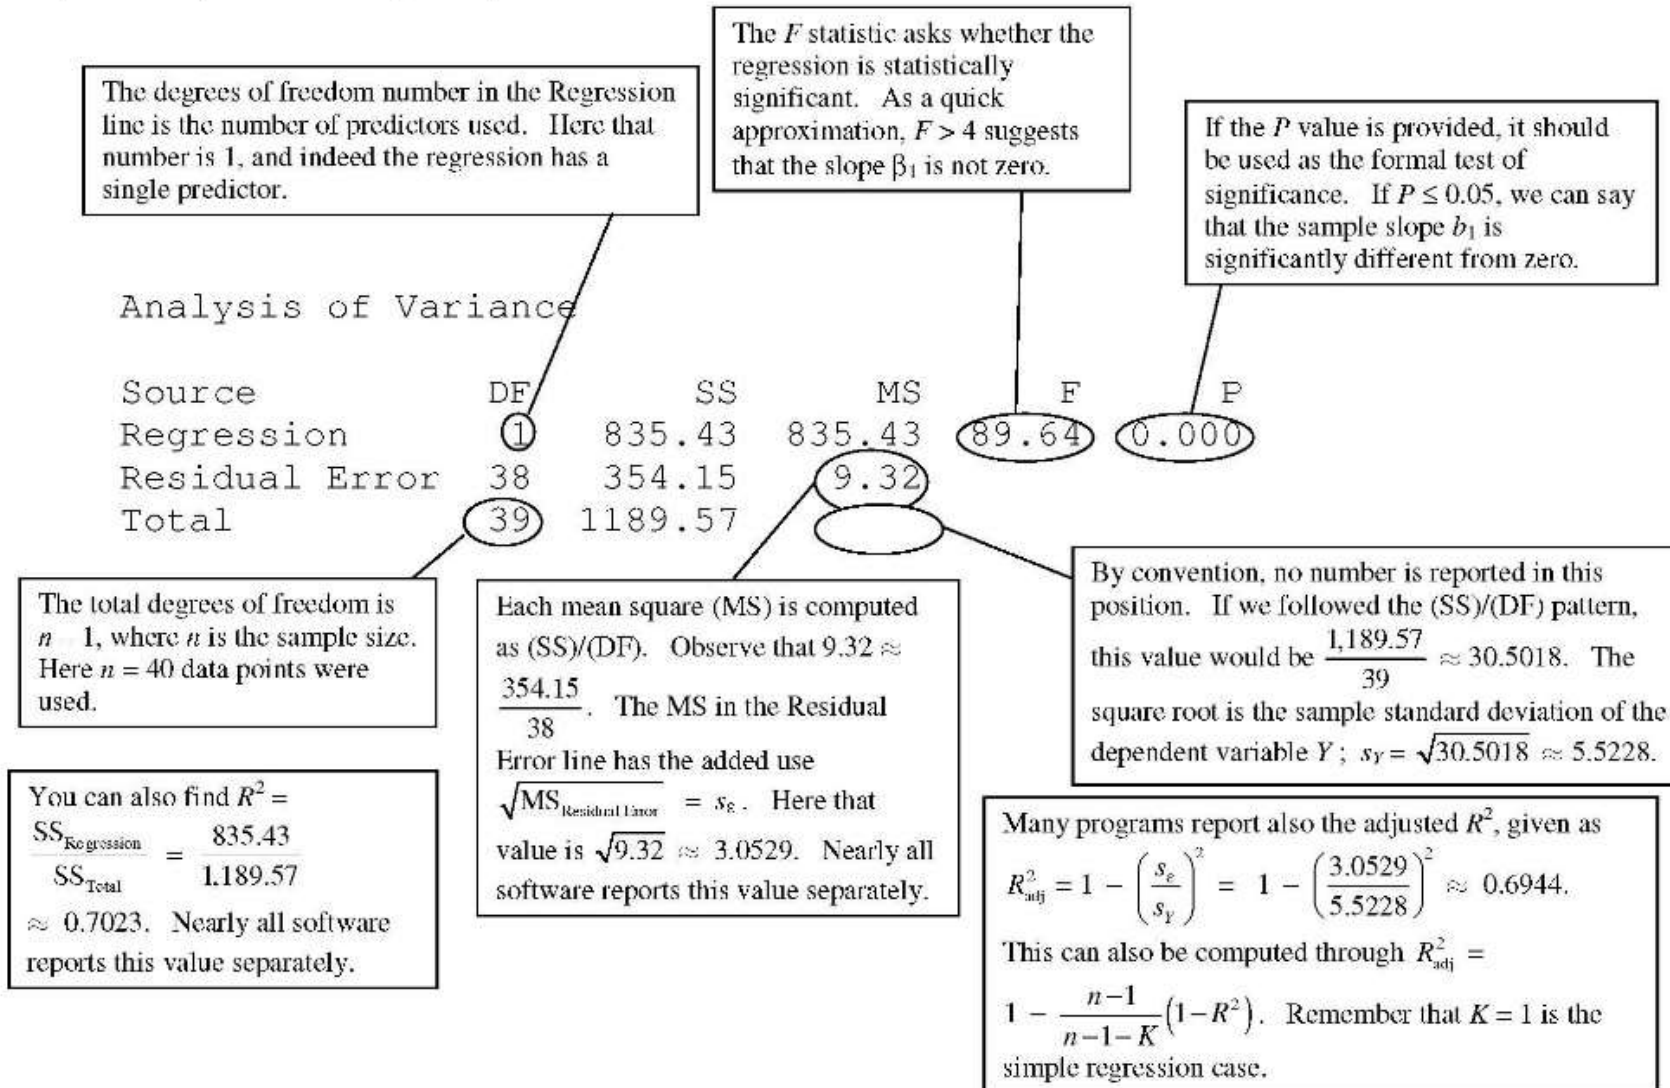 The F statistic asks whether the
regression is statistically
significant. As a quick
approximation, F > 4 suggests
that the slope β₁ is not zero.
The degrees of freedom number in the Regression
line is the number of predictors used. Here that
number is 1, and indeed the regression has a
single predictor.
If the P value is provided, it should
be used as the formal test of
significance. If P ≤ 0.05, we can say
that the sample slope b₁ is
significantly different from zero.
Analysis of Variance
Source DF SS MS F P
Regression 1 835.43 835.43 89.64 0.000
Residual Error 38 354.15 9.32
Total 39 1189.57
The total degrees of freedom is
n – 1, where n is the sample size.
Here n = 40 data points were
used.
Each mean square (MS) is computed
as (SS)/(DF). Observe that 9.32 ≈
354.15/38. The MS in the Residual
Error line has the added use
√MS_Residual Error = sε. Here that
value is √9.32 ≈ 3.0529. Nearly all
software reports this value separately.
By convention, no number is reported in this
position. If we followed the (SS)/(DF) pattern,
this value would be 1,189.57/39 ≈ 30.5018. The
square root is the sample standard deviation of the
dependent variable Y ; s_Y = √30.5018 ≈ 5.5228.
You can also find R² =
SS_Regression/SS_Total = 835.43/1,189.57
≈ 0.7023. Nearly all software
reports this value separately.
Many programs report also the adjusted R², given as
R²_adj = 1 − (sε/s_Y)² = 1 − (3.0529/5.5228)² ≈ 0.6944.
This can also be computed through R²_adj =
1 − (n−1)/(n−1−K) (1−R²). Remember that K = 1 is the
simple regression case.